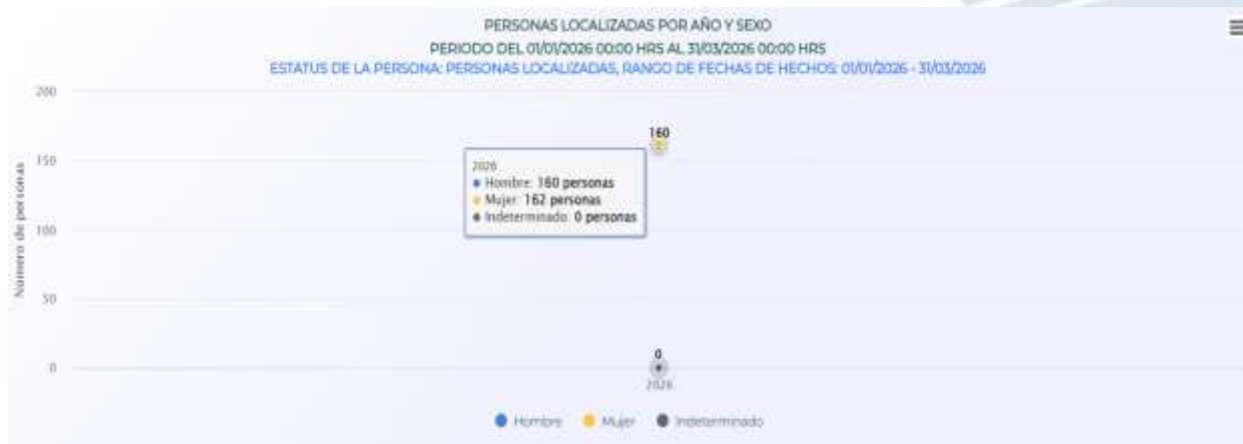 PERSONAS LOCALIZADAS POR AÑO Y SEXO
PERIODO DEL 01/01/2026 00:00 HRS AL 31/03/2026 00:00 HRS
ESTATUS DE LA PERSONA: PERSONAS LOCALIZADAS, RANGO DE FECHAS DE HECHOS: 01/01/2026 - 31/03/2026
Número de personas
200
150
100
50
0
160
2026
Hombre: 160 personas
Mujer: 162 personas
Indeterminado: 0 personas
0
2026
Hombre Mujer Indeterminado